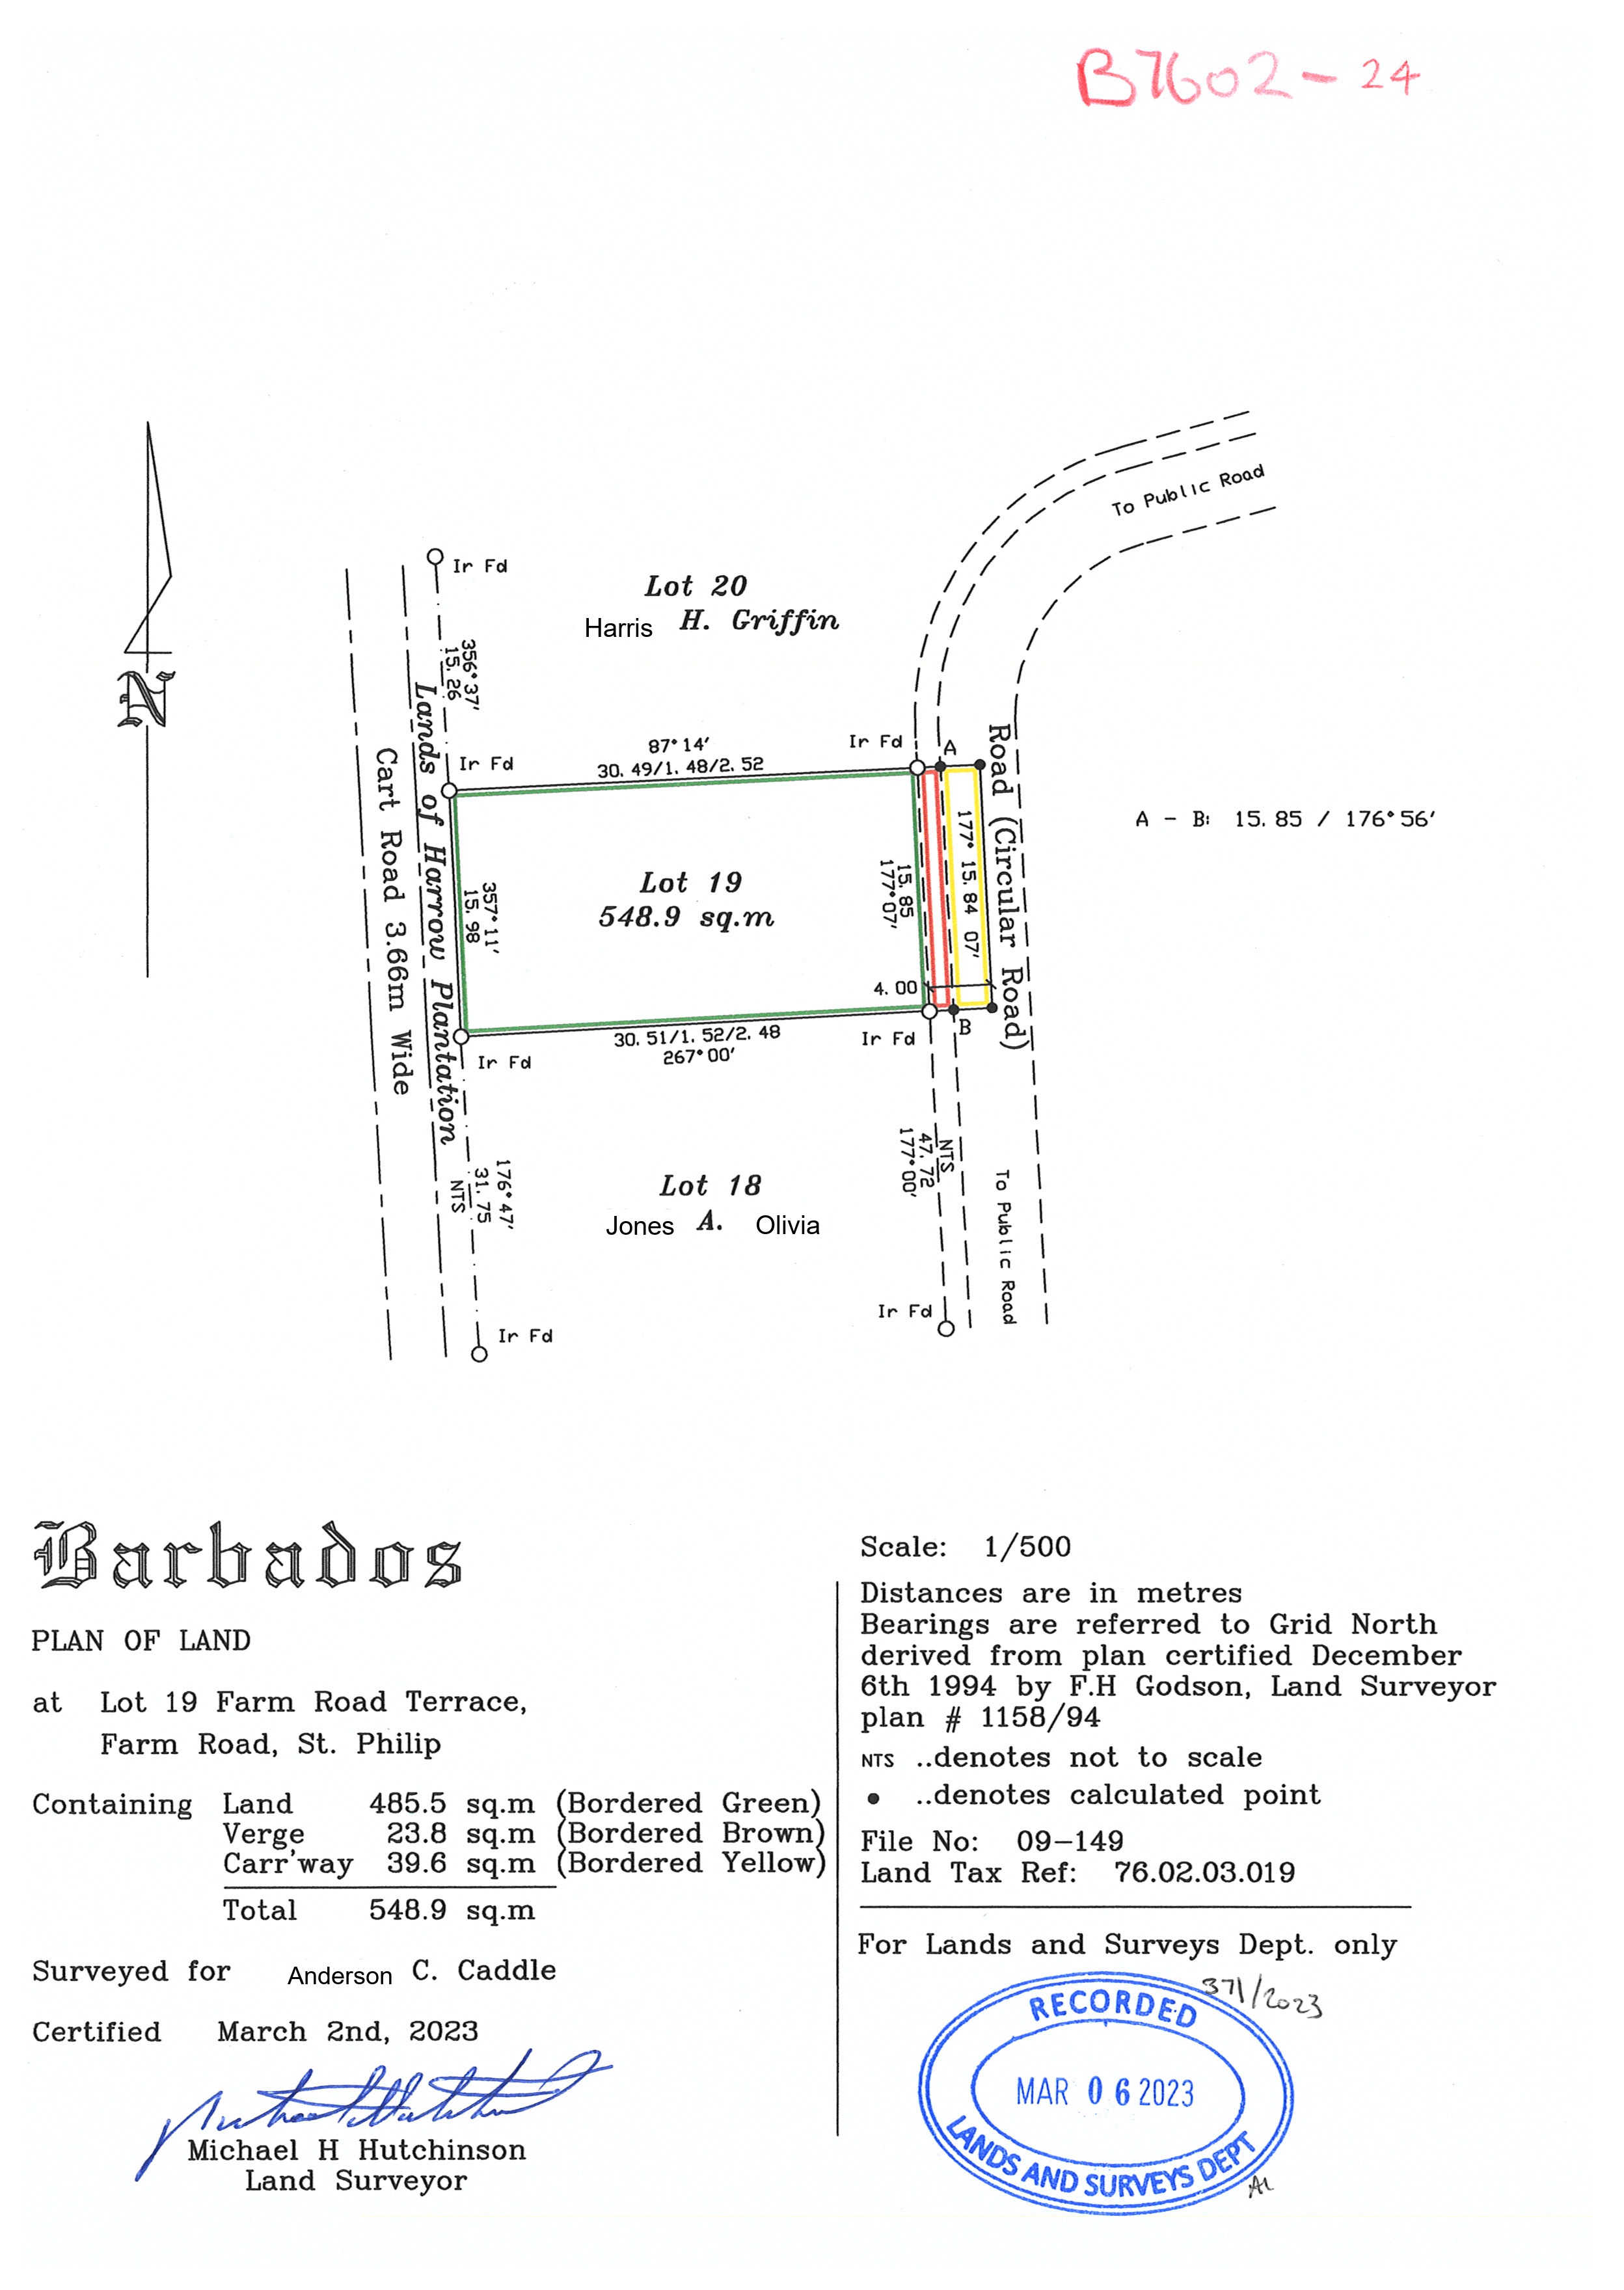 B7602-24
To Public Road
Ir Fd
Lot 20
Harris H. Griffin
356°37'
15.26
Ir Fd
87°14'
30.49/1.48/2.52
Ir Fd
A
Road (Circular Road)
A - B: 15.85 / 176°56'
Lands of Harrow Plantation
Cart Road 3.66m Wide
357°11'
15.98
Lot 19
548.9 sq.m
15.85
177°07'
177° 15.84 07'
4.00
Ir Fd
30.51/1.52/2.48
267°00'
Ir Fd
B
176°47'
31.75
NTS
Lot 18
Jones A. Olivia
NTS
47.72
177°00'
To Public Road
Ir Fd
Ir Fd
N
Barbados
PLAN OF LAND
at Lot 19 Farm Road Terrace,
Farm Road, St. Philip
Containing Land 485.5 sq.m (Bordered Green)
Verge 23.8 sq.m (Bordered Brown)
Carr'way 39.6 sq.m (Bordered Yellow)
Total 548.9 sq.m
Surveyed for Anderson C. Caddle
Certified March 2nd, 2023
Michael H Hutchinson
Land Surveyor
Scale: 1/500
Distances are in metres
Bearings are referred to Grid North
derived from plan certified December
6th 1994 by F.H Godson, Land Surveyor
plan # 1158/94
NTS ..denotes not to scale
● ..denotes calculated point
File No: 09-149
Land Tax Ref: 76.02.03.019
For Lands and Surveys Dept. only
371/2023
RECORDED
MAR 06 2023
LANDS AND SURVEYS DEPT